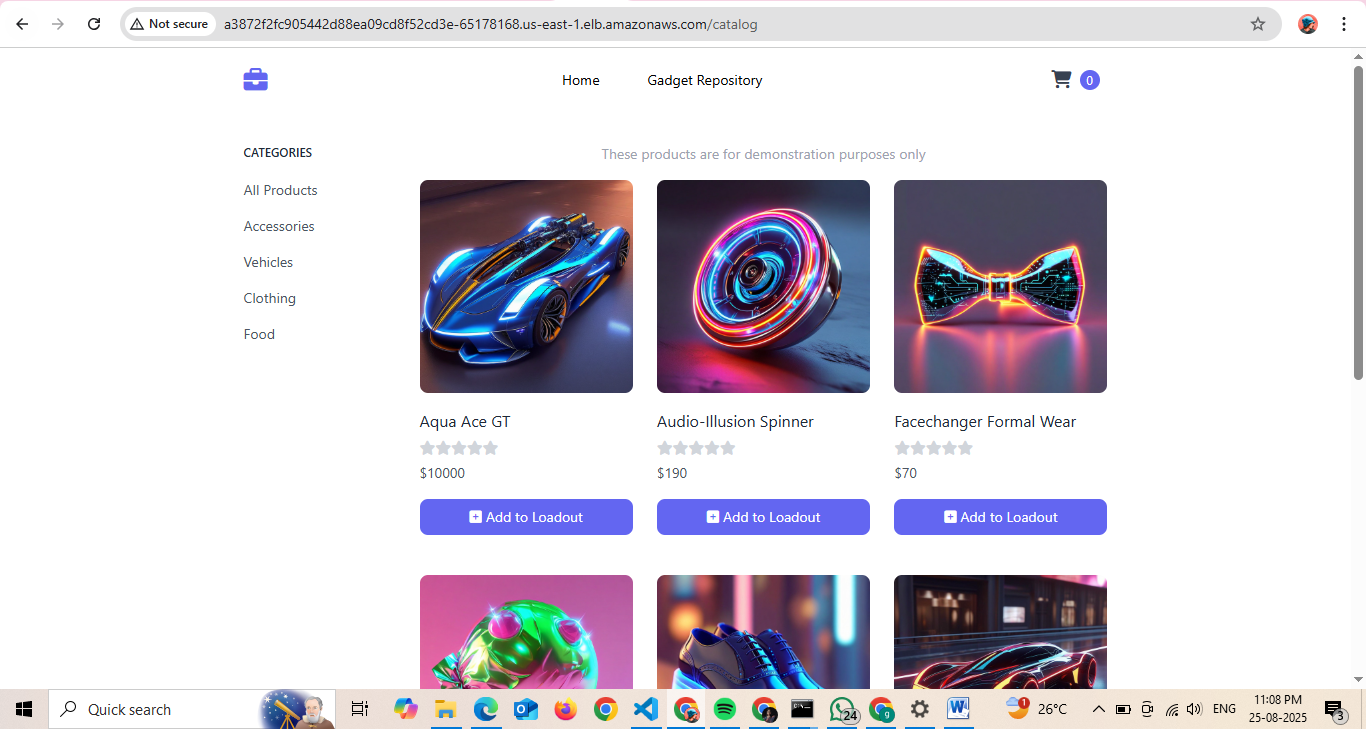 Not secure
a3872f2fc905442d88ea09cd8f52cd3e-65178168.us-east-1.elb.amazonaws.com/catalog
Home
Gadget Repository
0
CATEGORIES
All Products
Accessories
Vehicles
Clothing
Food
These products are for demonstration purposes only
Aqua Ace GT
$10000
Add to Loadout
Audio-Illusion Spinner
$190
Add to Loadout
Facechanger Formal Wear
$70
Add to Loadout
Quick search
24
g
W
1
26°C
ENG
11:08 PM
25-08-2025
3